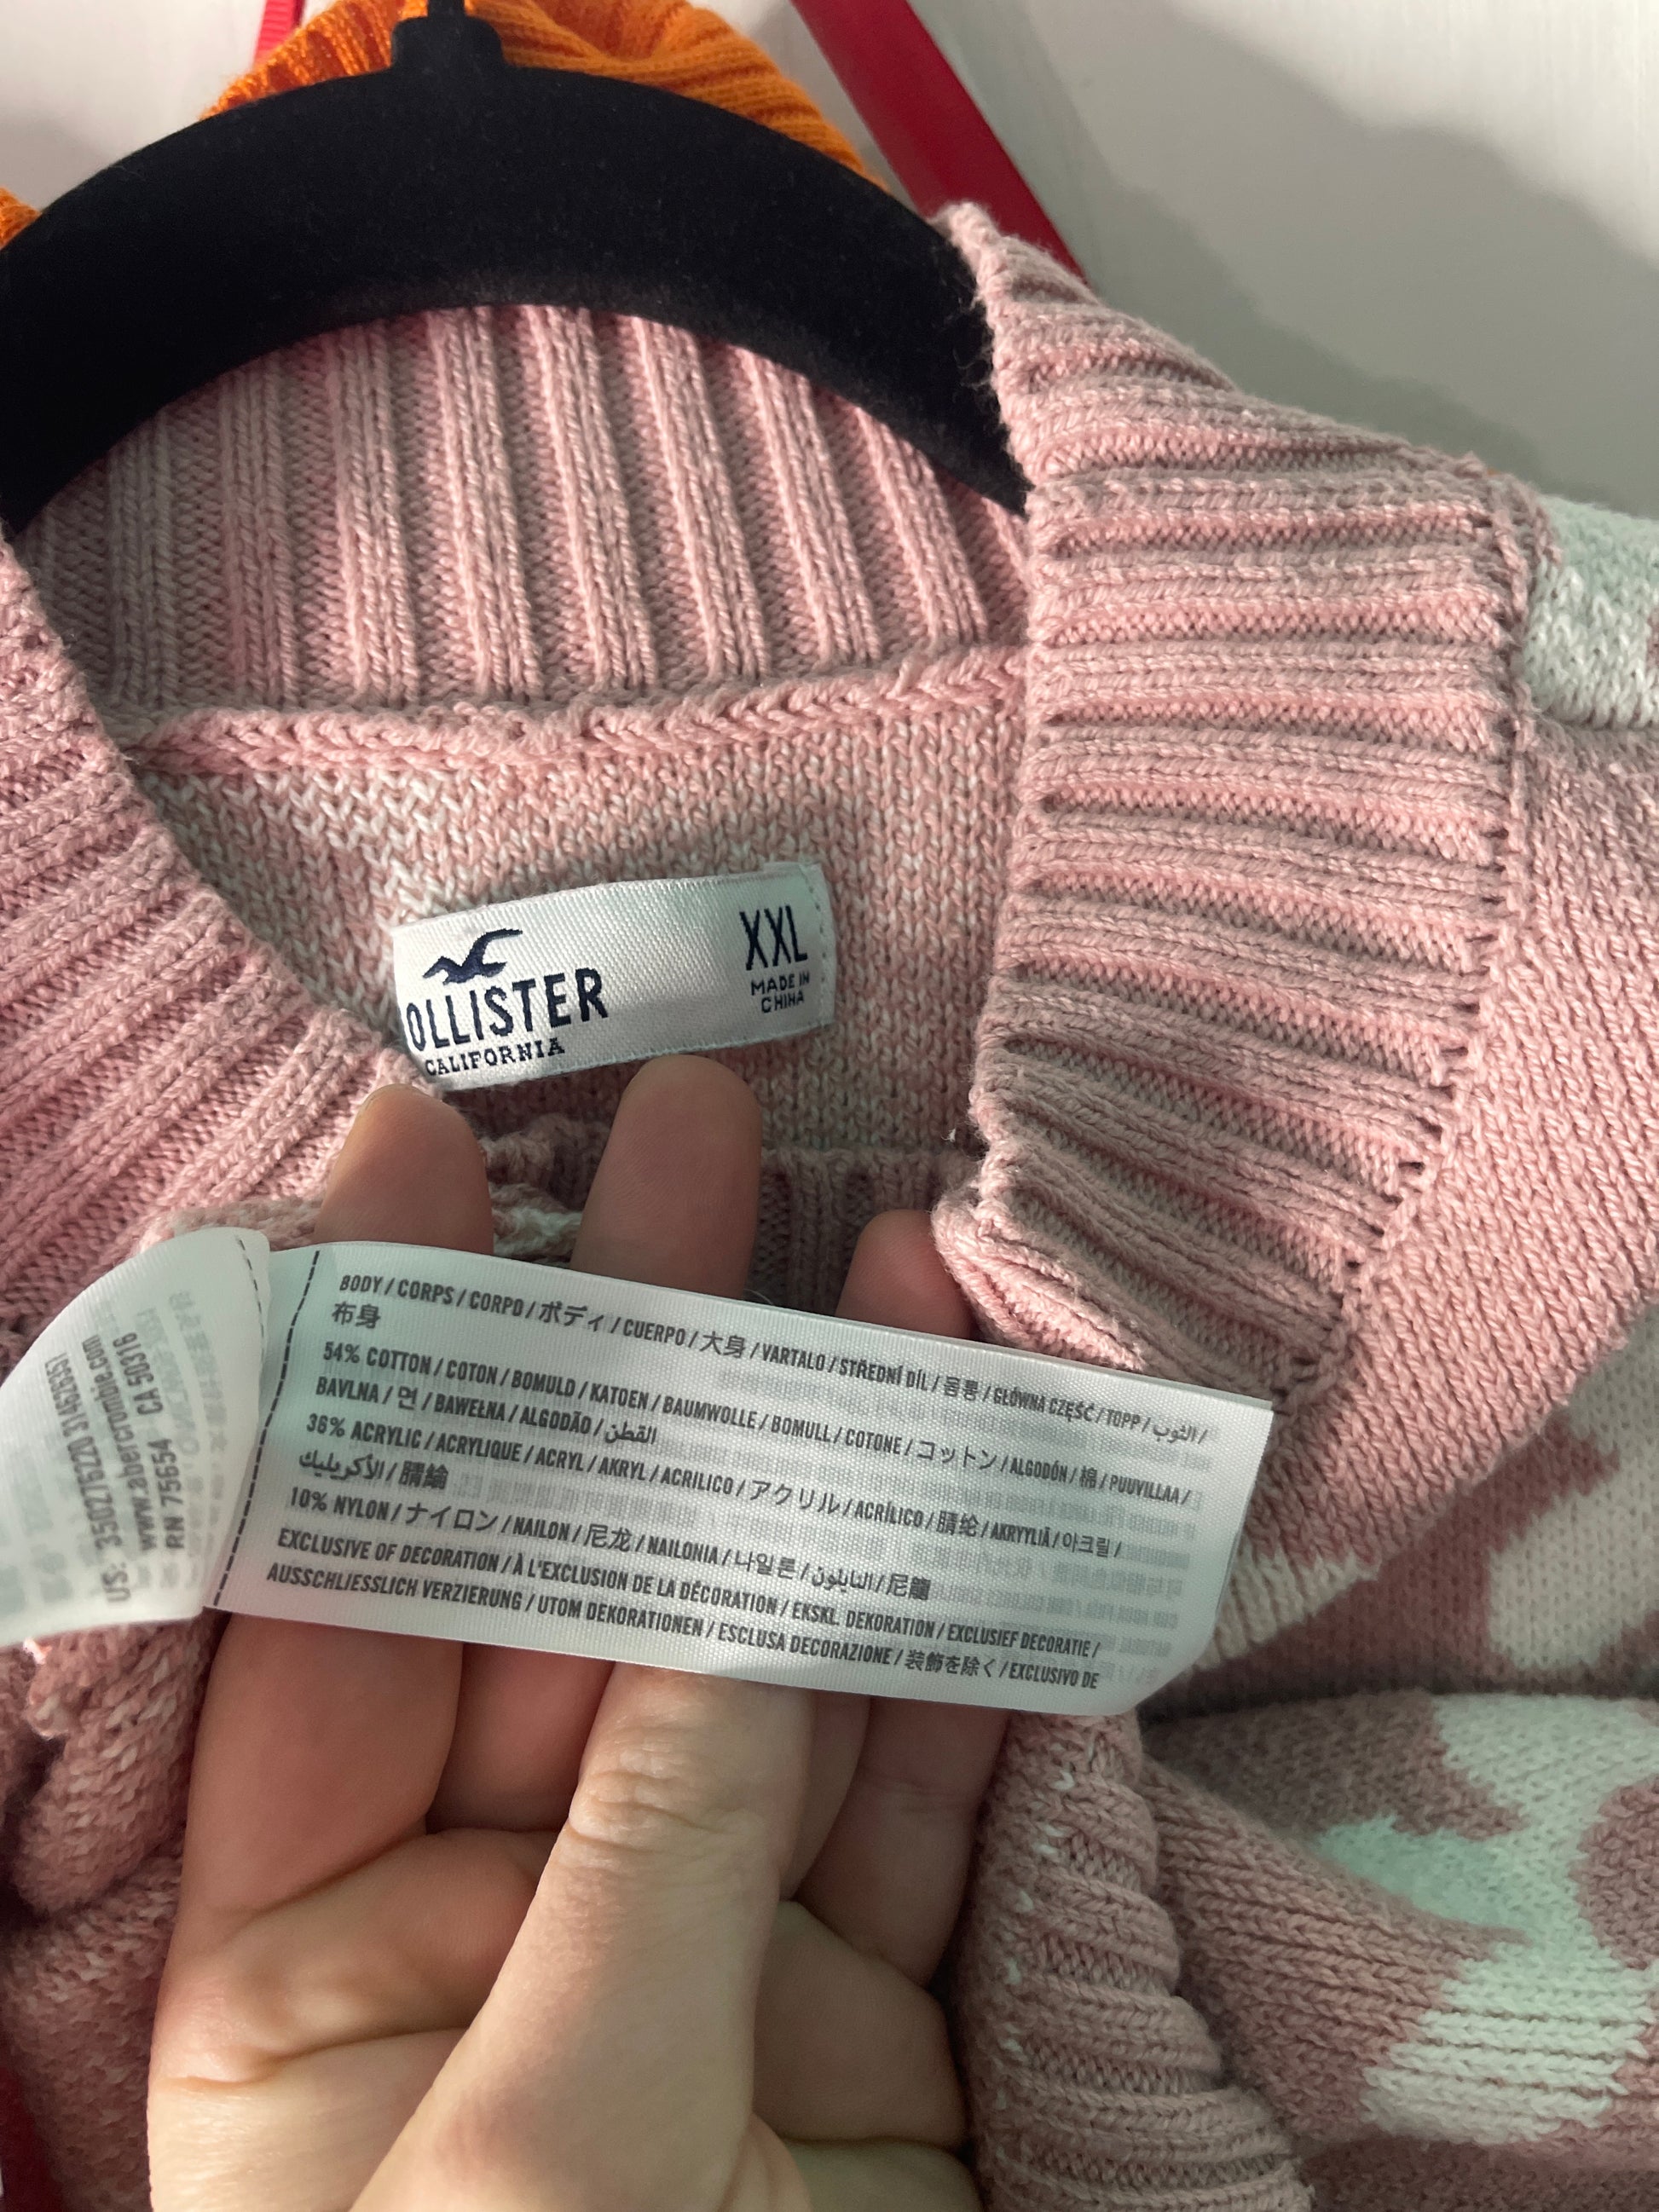 OLLISTER
CALIFORNIA
XXL
MADE IN
CHINA
BODY / CORPS / CORPO / ボディ / CUERPO / 大身 / VARTALO / STŘEDNÍ DÍL / 몸통 / GŁÓWNA CZĘŚĆ / TOPP / الثوب /
布身
54% COTTON / COTON / BOMULD / KATOEN / BAUMWOLLE / BOMULL / COTONE / コットン / ALGODÓN / 棉 / PUUVILLAA /
BAVLNA / 면 / BAWEŁNA / ALGODÃO / القطن
36% ACRYLIC / ACRYLIQUE / ACRYL / AKRYL / ACRILICO / アクリル / ACRÍLICO / 腈纶 / AKRYYLIÄ / 아크릴 /
الأكريليك / 腈綸
10% NYLON / ナイロン / NAILON / 尼龙 / NAILONIA / 나일론 / النايلون / 尼龍
EXCLUSIVE OF DECORATION / À L'EXCLUSION DE LA DÉCORATION / EKSKL. DEKORATION / EXCLUSIEF DECORATIE /
AUSSCHLIESSLICH VERZIERUNG / UTOM DEKORATIONEN / ESCLUSA DECORAZIONE / 装飾を除く / EXCLUSIVO DE
US: 350276220
www.abercrombie.com
RN 75654 CA 50316